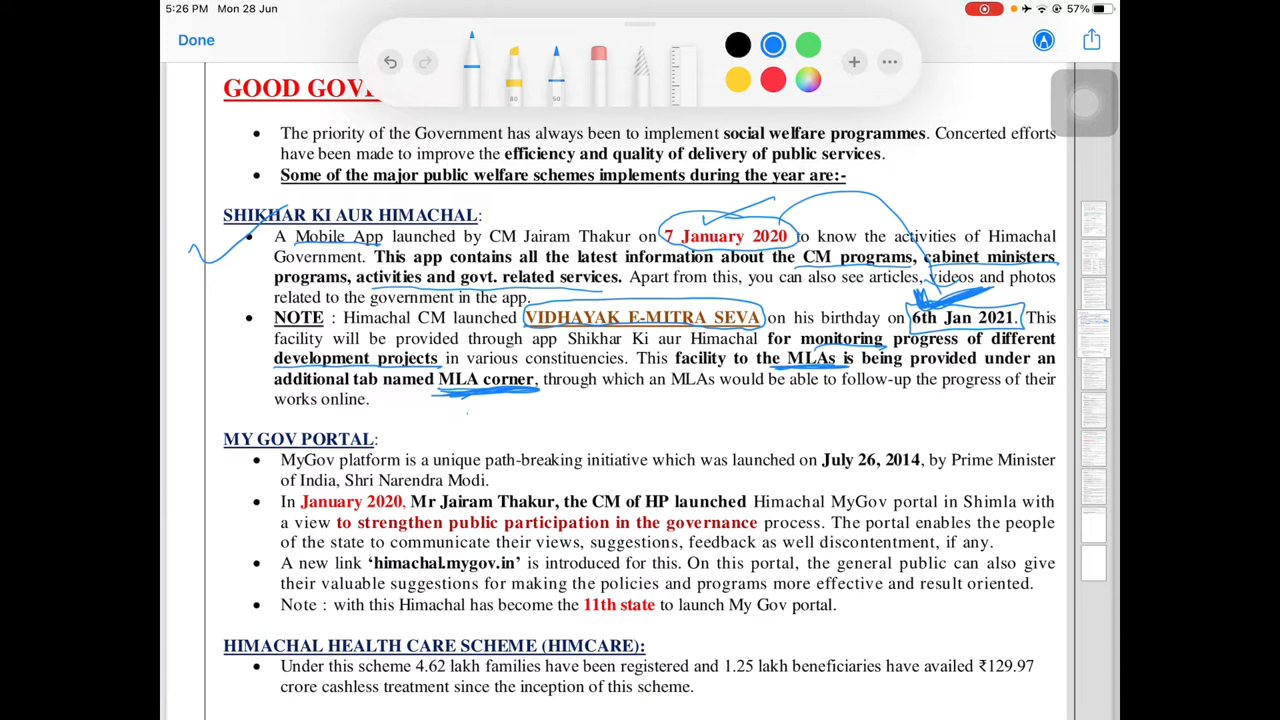 5:26 PM Mon 28 Jun
57%
Done
80
50
GOOD GOV
• The priority of the Government has always been to implement social welfare programmes. Concerted efforts
have been made to improve the efficiency and quality of delivery of public services.
• Some of the major public welfare schemes implements during the year are:-
SHIKHAR KI AUR HIMACHAL:
• A Mobile App launched by CM Jairam Thakur on 7 January 2020 to know the activities of Himachal
Government. This app contains all the latest information about the CM programs, cabinet ministers
programs, activities and govt. related services. Apart from this, you can also see articles, videos and photos
related to the government in the app.
• NOTE : Himachal CM launched VIDHAYAK E-MITRA SEVA on his birthday on 6th Jan 2021. This
facility will be provided through app Shikhar Ki aur Himachal for monitoring progress of different
development projects in various constituencies. This facility to the MLAs is being provided under an
additional tab named MLA corner, through which an MLAs would be able to follow-up the progress of their
works online.
MY GOV PORTAL:
• MyGov platform is a unique path-breaking initiative which was launched on July 26, 2014, by Prime Minister
of India, Shri Narendra Modi.
• In January 2020, Mr Jairam Thakur, the CM of HP launched Himachal MyGov portal in Shimla with
a view to strengthen public participation in the governance process. The portal enables the people
of the state to communicate their views, suggestions, feedback as well discontentment, if any.
• A new link ‘himachal.mygov.in’ is introduced for this. On this portal, the general public can also give
their valuable suggestions for making the policies and programs more effective and result oriented.
• Note : with this Himachal has become the 11th state to launch My Gov portal.
HIMACHAL HEALTH CARE SCHEME (HIMCARE):
• Under this scheme 4.62 lakh families have been registered and 1.25 lakh beneficiaries have availed ₹129.97
crore cashless treatment since the inception of this scheme.